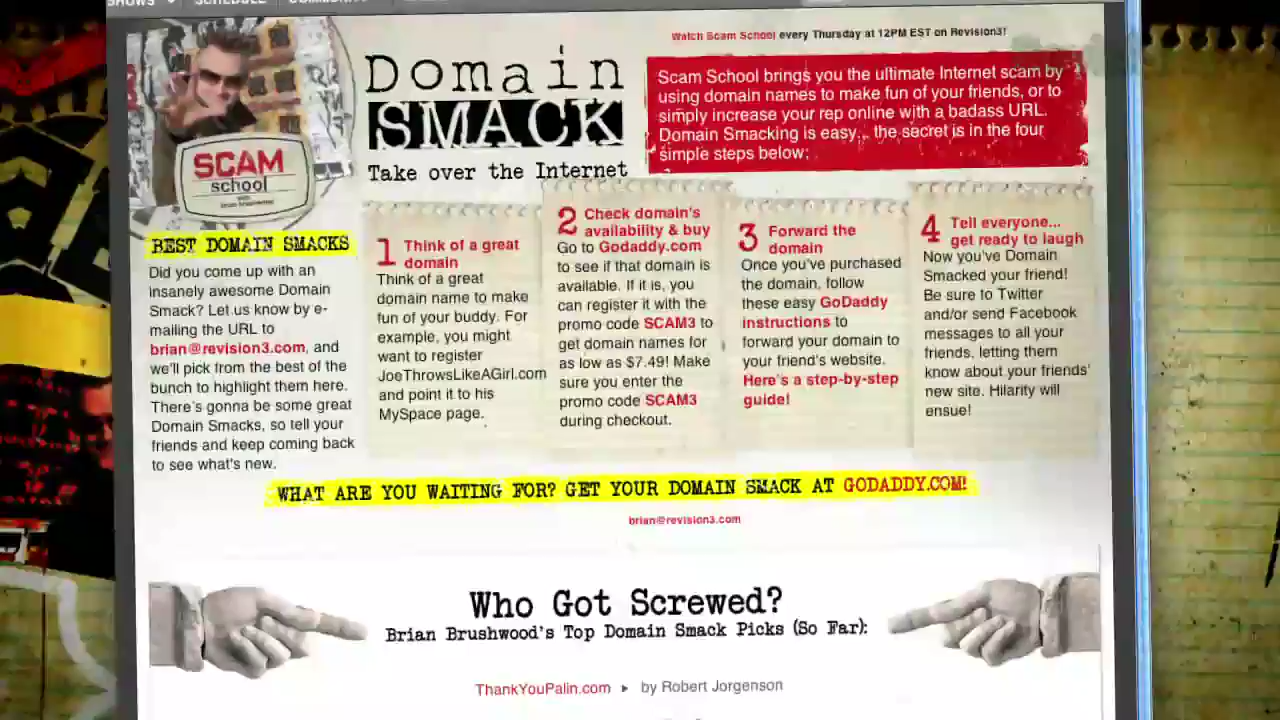 SHOWS
SCHEDULE
Watch Scam School every Thursday at 12PM EST on Revision3!
Domain
SMACK
Take over the Internet
Scam School brings you the ultimate Internet scam by
using domain names to make fun of your friends, or to
simply increase your rep online with a badass URL.
Domain Smacking is easy... the secret is in the four
simple steps below:
SCAM
school
BEST DOMAIN SMACKS
Did you come up with an
insanely awesome Domain
Smack? Let us know by e-
mailing the URL to
brian@revision3.com, and
we'll pick from the best of the
bunch to highlight them here.
There's gonna be some great
Domain Smacks, so tell your
friends and keep coming back
to see what's new.
1 Think of a great
domain
Think of a great
domain name to make
fun of your buddy. For
example, you might
want to register
JoeThrowsLikeAGirl.com
and point it to his
MySpace page.
2 Check domain's
availability & buy
Go to Godaddy.com
to see if that domain is
available. If it is, you
can register it with the
promo code SCAM3 to
get domain names for
as low as $7.49! Make
sure you enter the
promo code SCAM3
during checkout.
3 Forward the
domain
Once you've purchased
the domain, follow
these easy GoDaddy
instructions to
forward your domain to
your friend's website.
Here's a step-by-step
guide!
4 Tell everyone...
get ready to laugh
Now you've Domain
Smacked your friend!
Be sure to Twitter
and/or send Facebook
messages to all your
friends, letting them
know about your friends'
new site. Hilarity will
ensue!
WHAT ARE YOU WAITING FOR? GET YOUR DOMAIN SMACK AT GODADDY.COM!
brian@revision3.com
Who Got Screwed?
Brian Brushwood's Top Domain Smack Picks (So Far):
ThankYouPalin.com ▸ by Robert Jorgenson